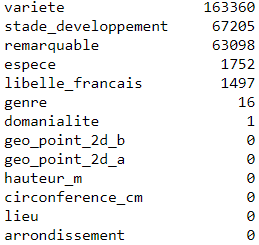 variete 163360
stade_developpement 67205
remarquable 63098
espece 1752
libelle_francais 1497
genre 16
domanialite 1
geo_point_2d_b 0
geo_point_2d_a 0
hauteur_m 0
circonference_cm 0
lieu 0
arrondissement 0